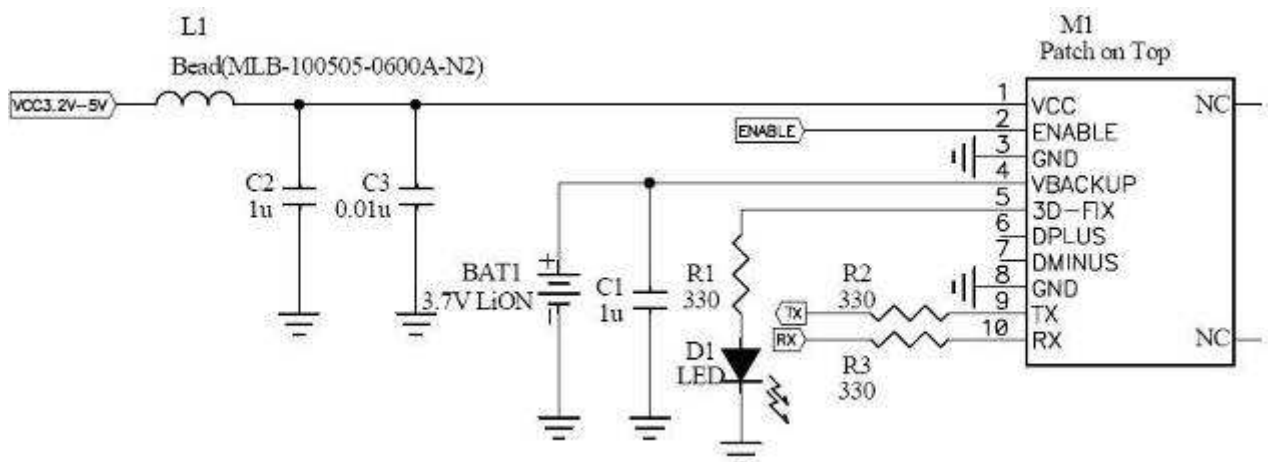 L1
Bead(MLB-100505-0600A-N2)
VCC3.2V-5V
C2
1u
C3
0.01u
M1
Patch on Top
1
VCC
NC
ENABLE
2
ENABLE
3
GND
4
VBACKUP
5
3D-FIX
6
DPLUS
7
DMINUS
8
GND
9
TX
10
RX
NC
BAT1
3.7V LiON
+
C1
1u
R1
330
D1
LED
R2
330
TX
RX
R3
330